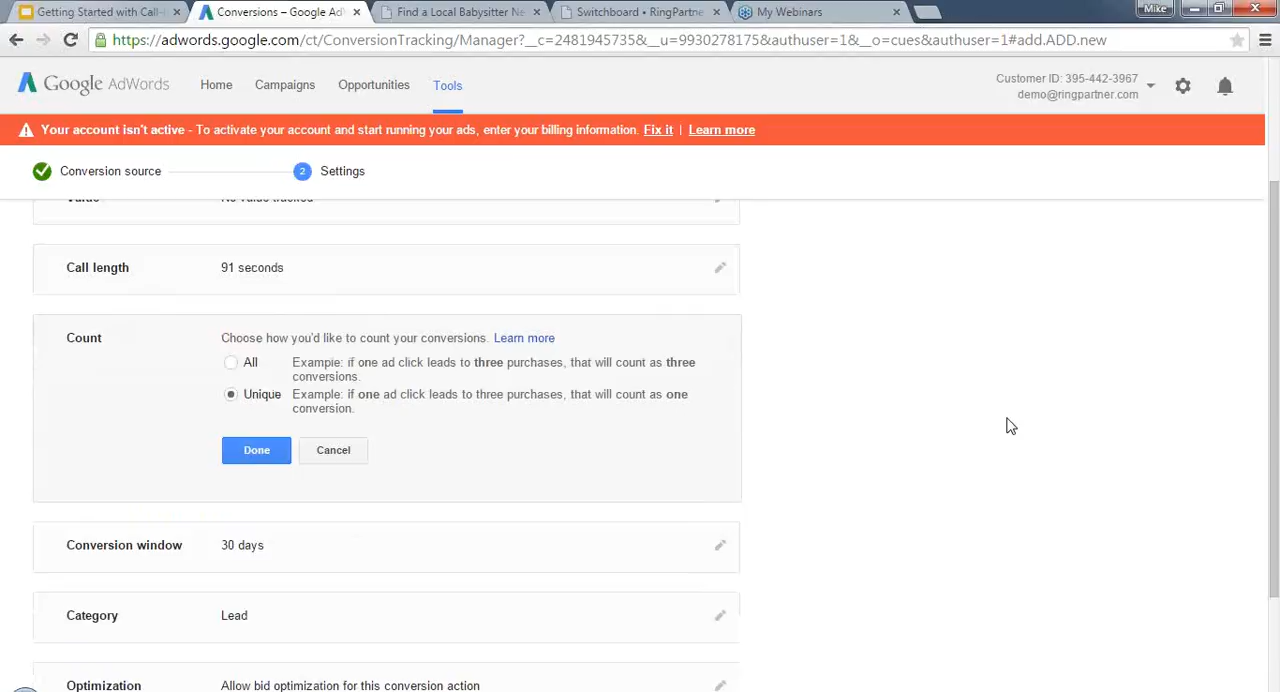 Getting Started with Call-
Conversions – Google Ad
Find a Local Babysitter Ne
Switchboard • RingPartne
My Webinars
Mike
https://adwords.google.com/ct/ConversionTracking/Manager?__c=2481945735&__u=9930278175&authuser=1&__o=cues&authuser=1#add.ADD.new
Google AdWords
Home
Campaigns
Opportunities
Tools
Customer ID: 395-442-3967
demo@ringpartner.com
Your account isn't active - To activate your account and start running your ads, enter your billing information. Fix it | Learn more
Conversion source
2 Settings
Value No value tracked
Call length 91 seconds
Count Choose how you'd like to count your conversions. Learn more
All Example: if one ad click leads to three purchases, that will count as three
conversions.
Unique Example: if one ad click leads to three purchases, that will count as one
conversion.
Done Cancel
Conversion window 30 days
Category Lead
Optimization Allow bid optimization for this conversion action